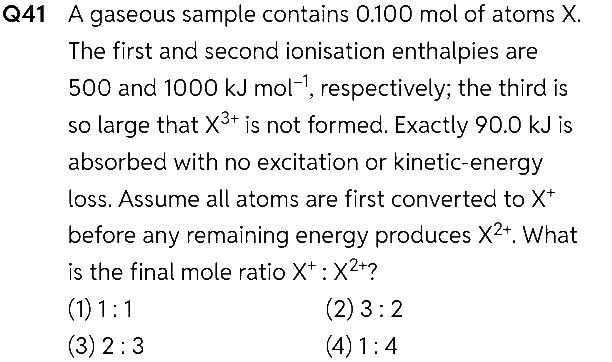 Q41 A gaseous sample contains 0.100 mol of atoms X.
The first and second ionisation enthalpies are
500 and 1000 kJ mol⁻¹, respectively; the third is
so large that X³⁺ is not formed. Exactly 90.0 kJ is
absorbed with no excitation or kinetic-energy
loss. Assume all atoms are first converted to X⁺
before any remaining energy produces X²⁺. What
is the final mole ratio X⁺ : X²⁺?
(1) 1 : 1 (2) 3 : 2
(3) 2 : 3 (4) 1 : 4